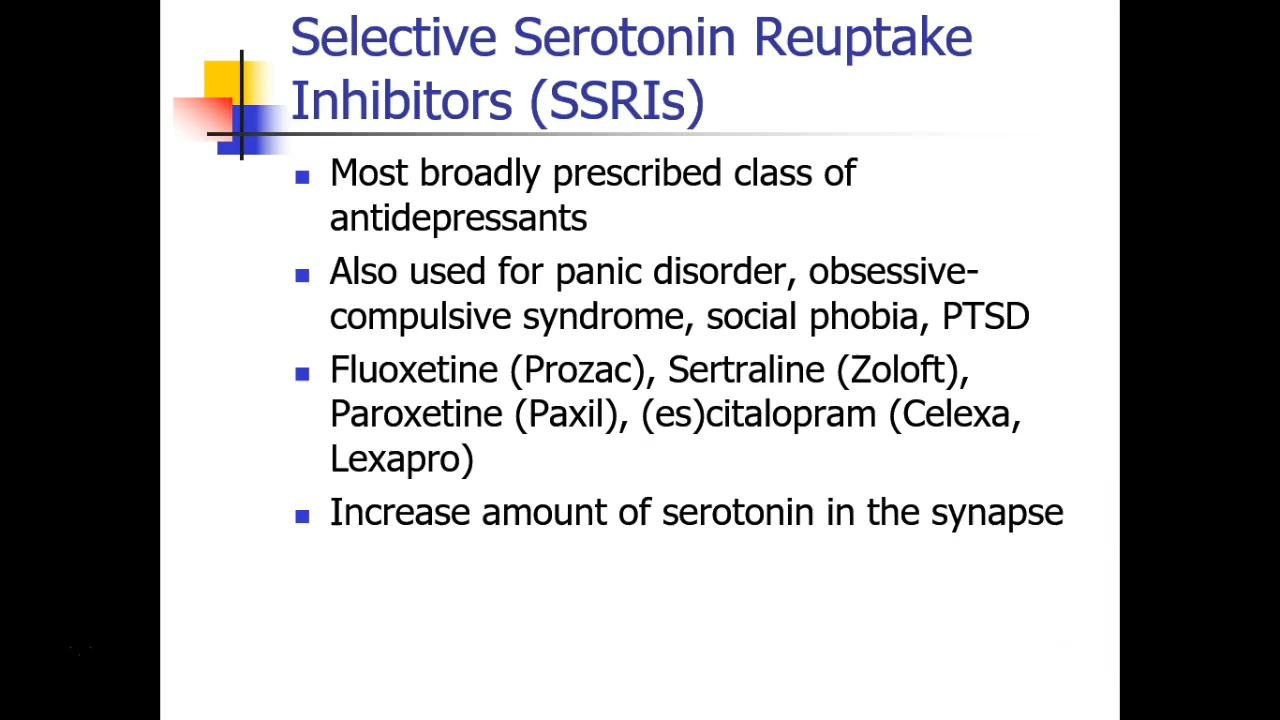 Selective Serotonin Reuptake
Inhibitors (SSRIs)
Most broadly prescribed class of
antidepressants
Also used for panic disorder, obsessive-
compulsive syndrome, social phobia, PTSD
Fluoxetine (Prozac), Sertraline (Zoloft),
Paroxetine (Paxil), (es)citalopram (Celexa,
Lexapro)
Increase amount of serotonin in the synapse